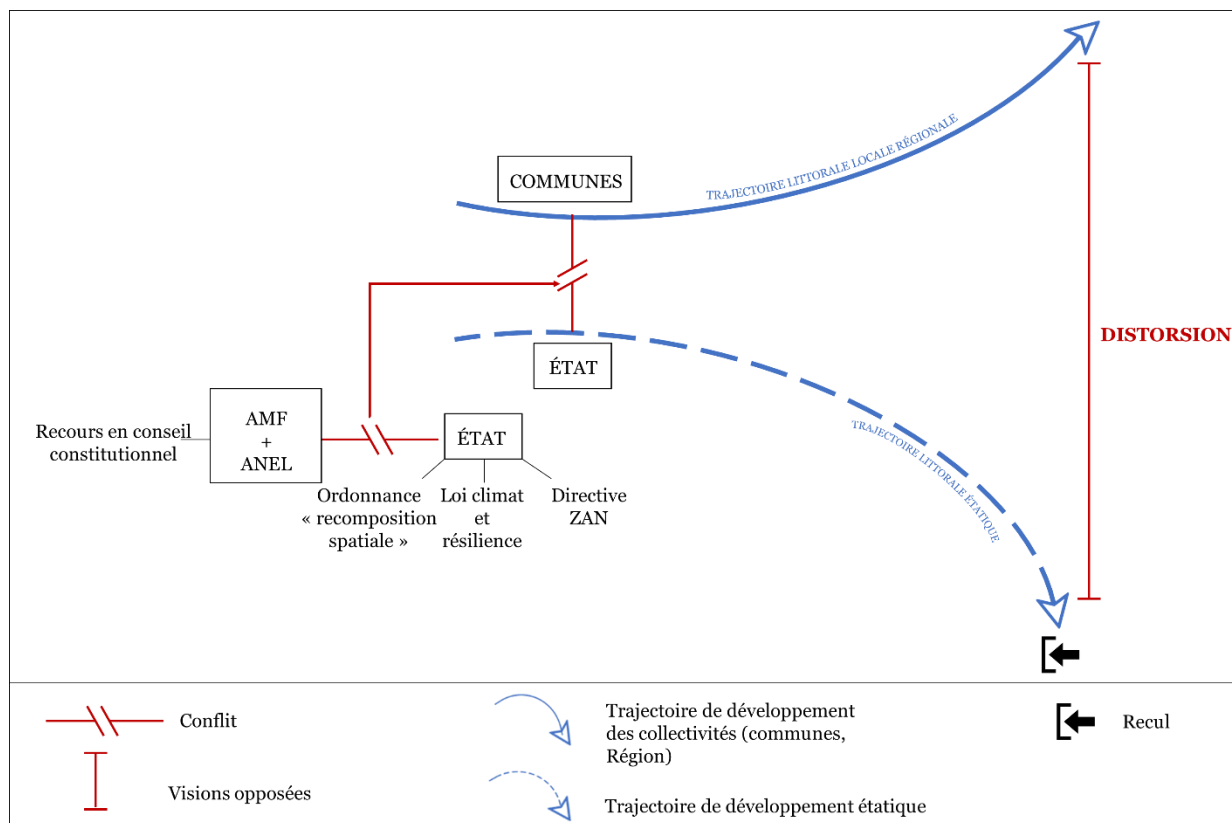 TRAJECTOIRE LITTORALE LOCALE RÉGIONALE
COMMUNES
DISTORSION
ÉTAT
TRAJECTOIRE LITTORALE ÉTATIQUE
Recours en conseil
constitutionnel
AMF
+
ANEL
ÉTAT
Ordonnance
« recomposition
spatiale »
Loi climat
et
résilience
Directive
ZAN
Conflit
Visions opposées
Trajectoire de développement
des collectivités (communes,
Région)
Trajectoire de développement étatique
Recul